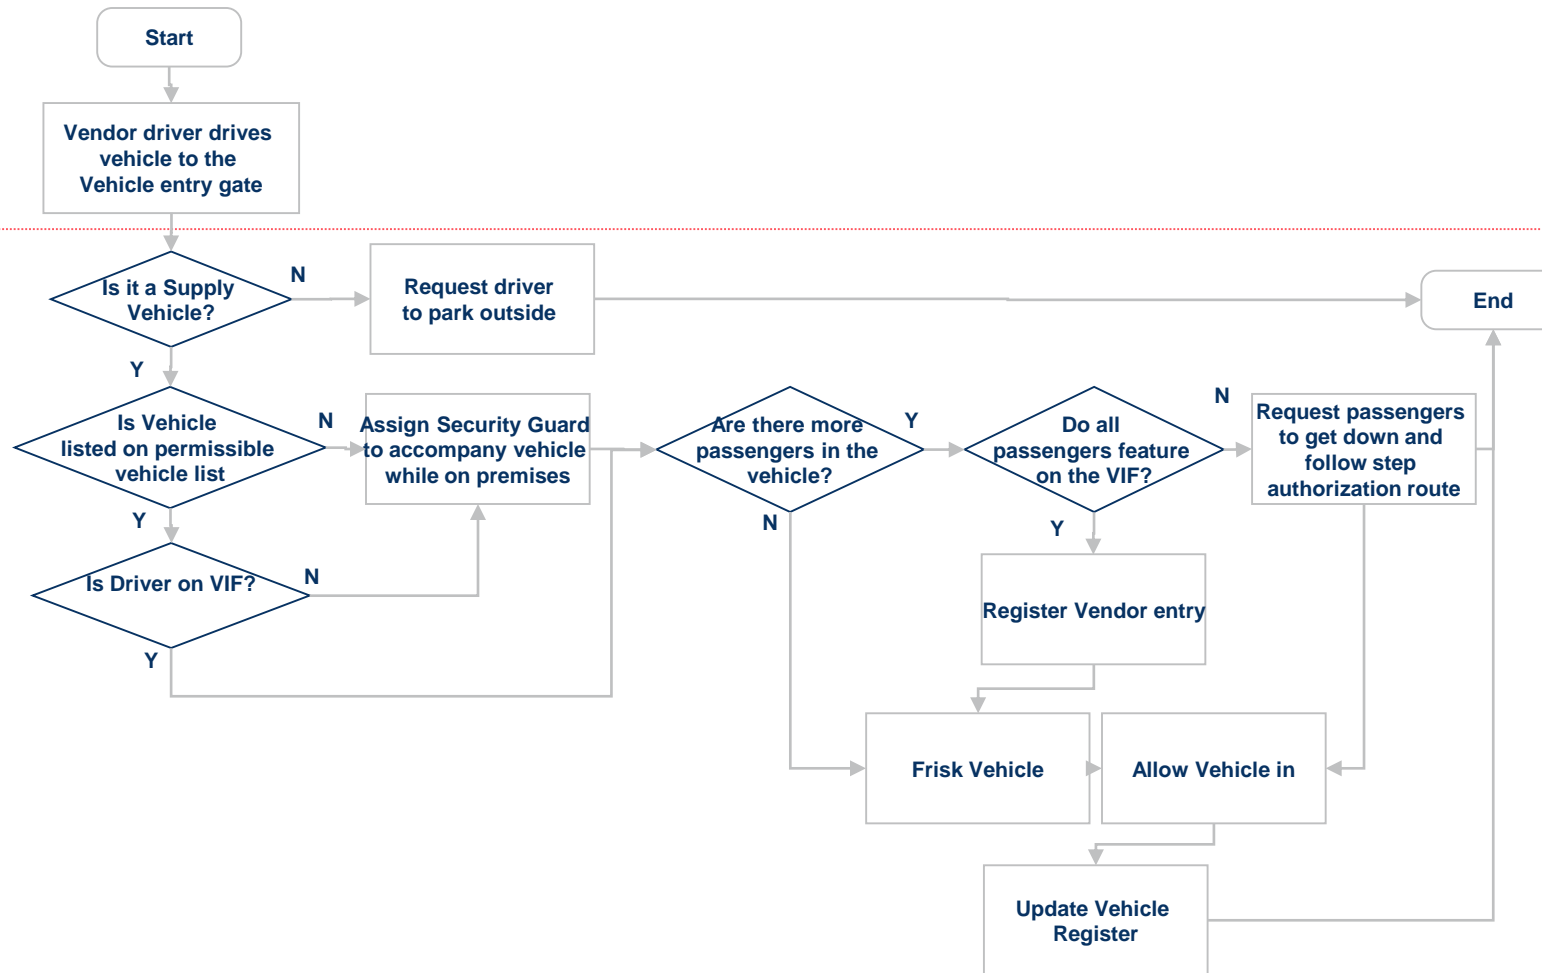 Start
Vendor driver drives
vehicle to the
Vehicle entry gate
Is it a Supply
Vehicle?
N
Request driver
to park outside
End
Y
Is Vehicle
listed on permissible
vehicle list
N
Assign Security Guard
to accompany vehicle
while on premises
Are there more
passengers in the
vehicle?
Y
Do all
passengers feature
on the VIF?
N
Request passengers
to get down and
follow step
authorization route
Y
Is Driver on VIF?
N
Y
N
Y
Register Vendor entry
Frisk Vehicle
Allow Vehicle in
Update Vehicle
Register